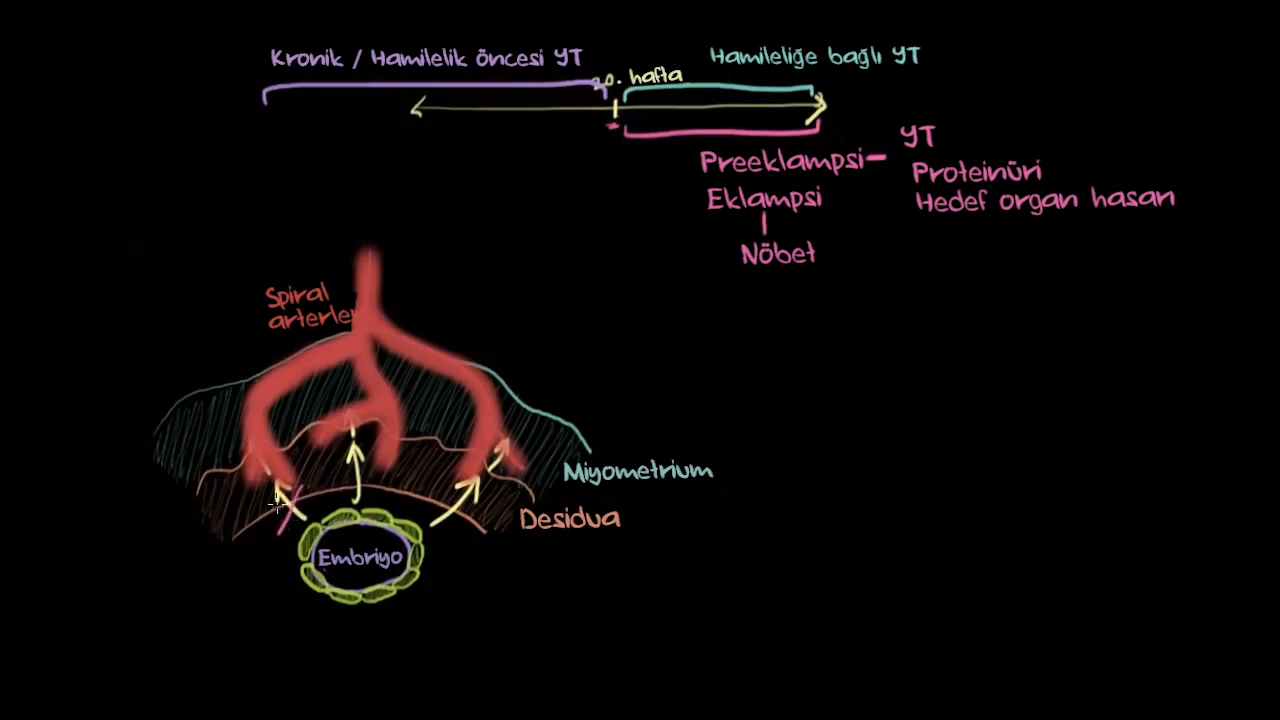 Kronik / Hamilelik öncesi YT
Hamileliğe bağlı YT
20. hafta
YT
Preeklampsi
Proteinüri
Eklampsi
Hedef organ hasarı
Nöbet
Spiral
arterler
Miyometrium
Desidua
Embriyo